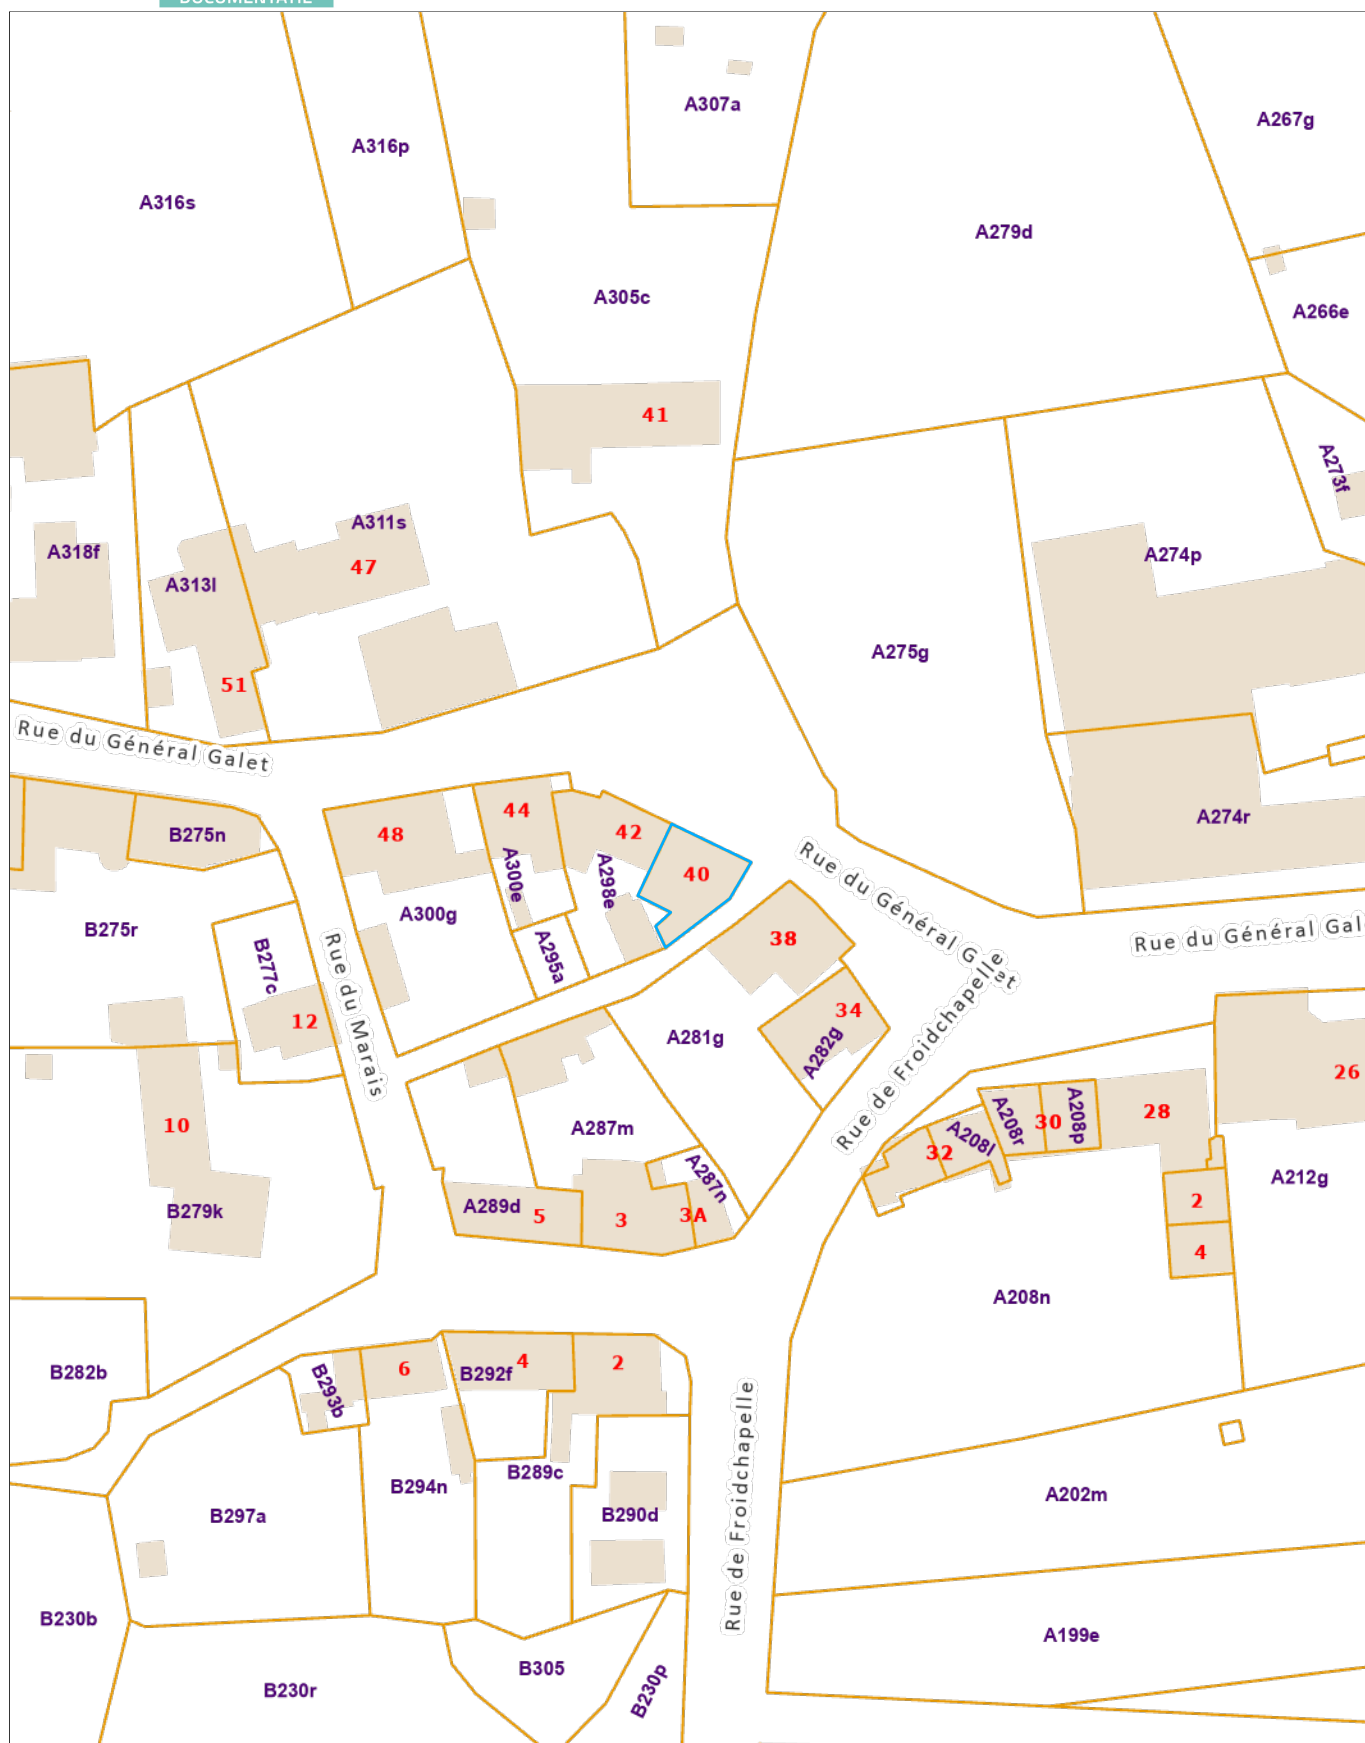 DOCUMENTATIE
A307a
A267g
A316p
A316s
A279d
A305c
A266e
41
A273f
A311s
A318f
A274p
47
A313l
A275g
51
Rue du Général Galet
44
A274r
B275n
48
42
A300e
40
A298e
Rue du Général Galet
A300g
B275r
38
Rue du Général Gal
A295a
B277c
Rue du Marais
34
12
A281g
A282g
Rue de Froidchapelle
26
28
A208p
30
A208r
10
A287m
A208l
32
A287n
A212g
2
A289d
B279k
5
3
3A
4
A208n
4
2
6
B282b
B292f
B293b
B289c
B294n
A202m
B290d
B297a
Rue de Froidchapelle
B230b
A199e
B305
B230r
B230p